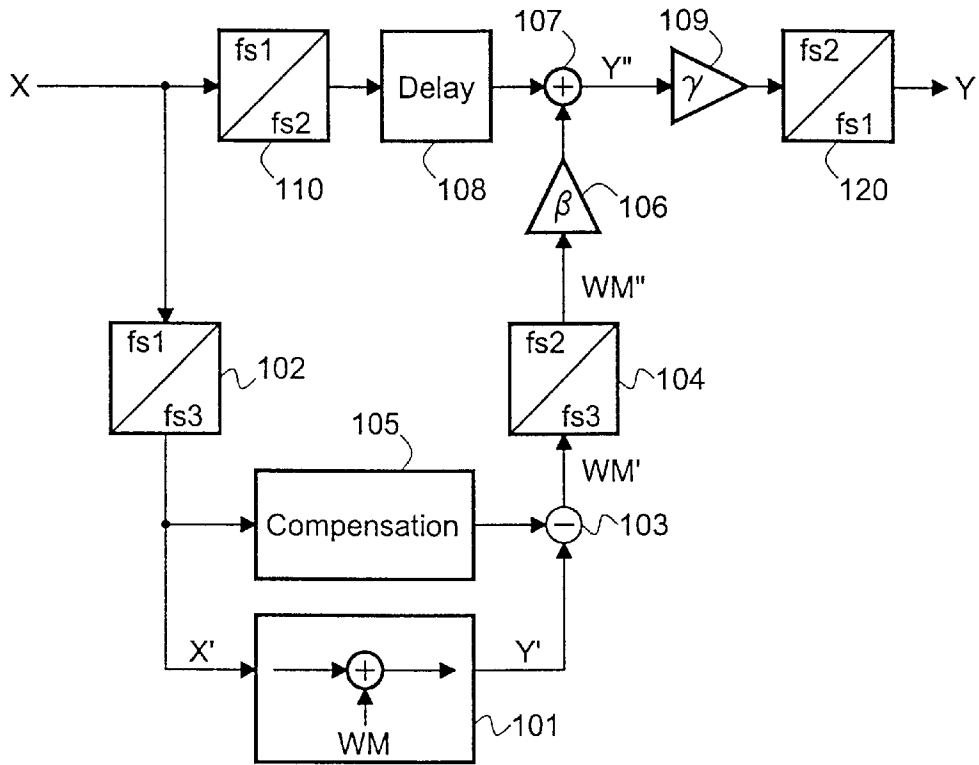 107
109
X
fs1
fs2
Delay
+
Y"
γ
fs2
fs1
Y
110
108
β
106
120
WM"
fs1
fs3
102
fs2
fs3
104
105
WM'
Compensation
−
103
X'
+
WM
Y'
101